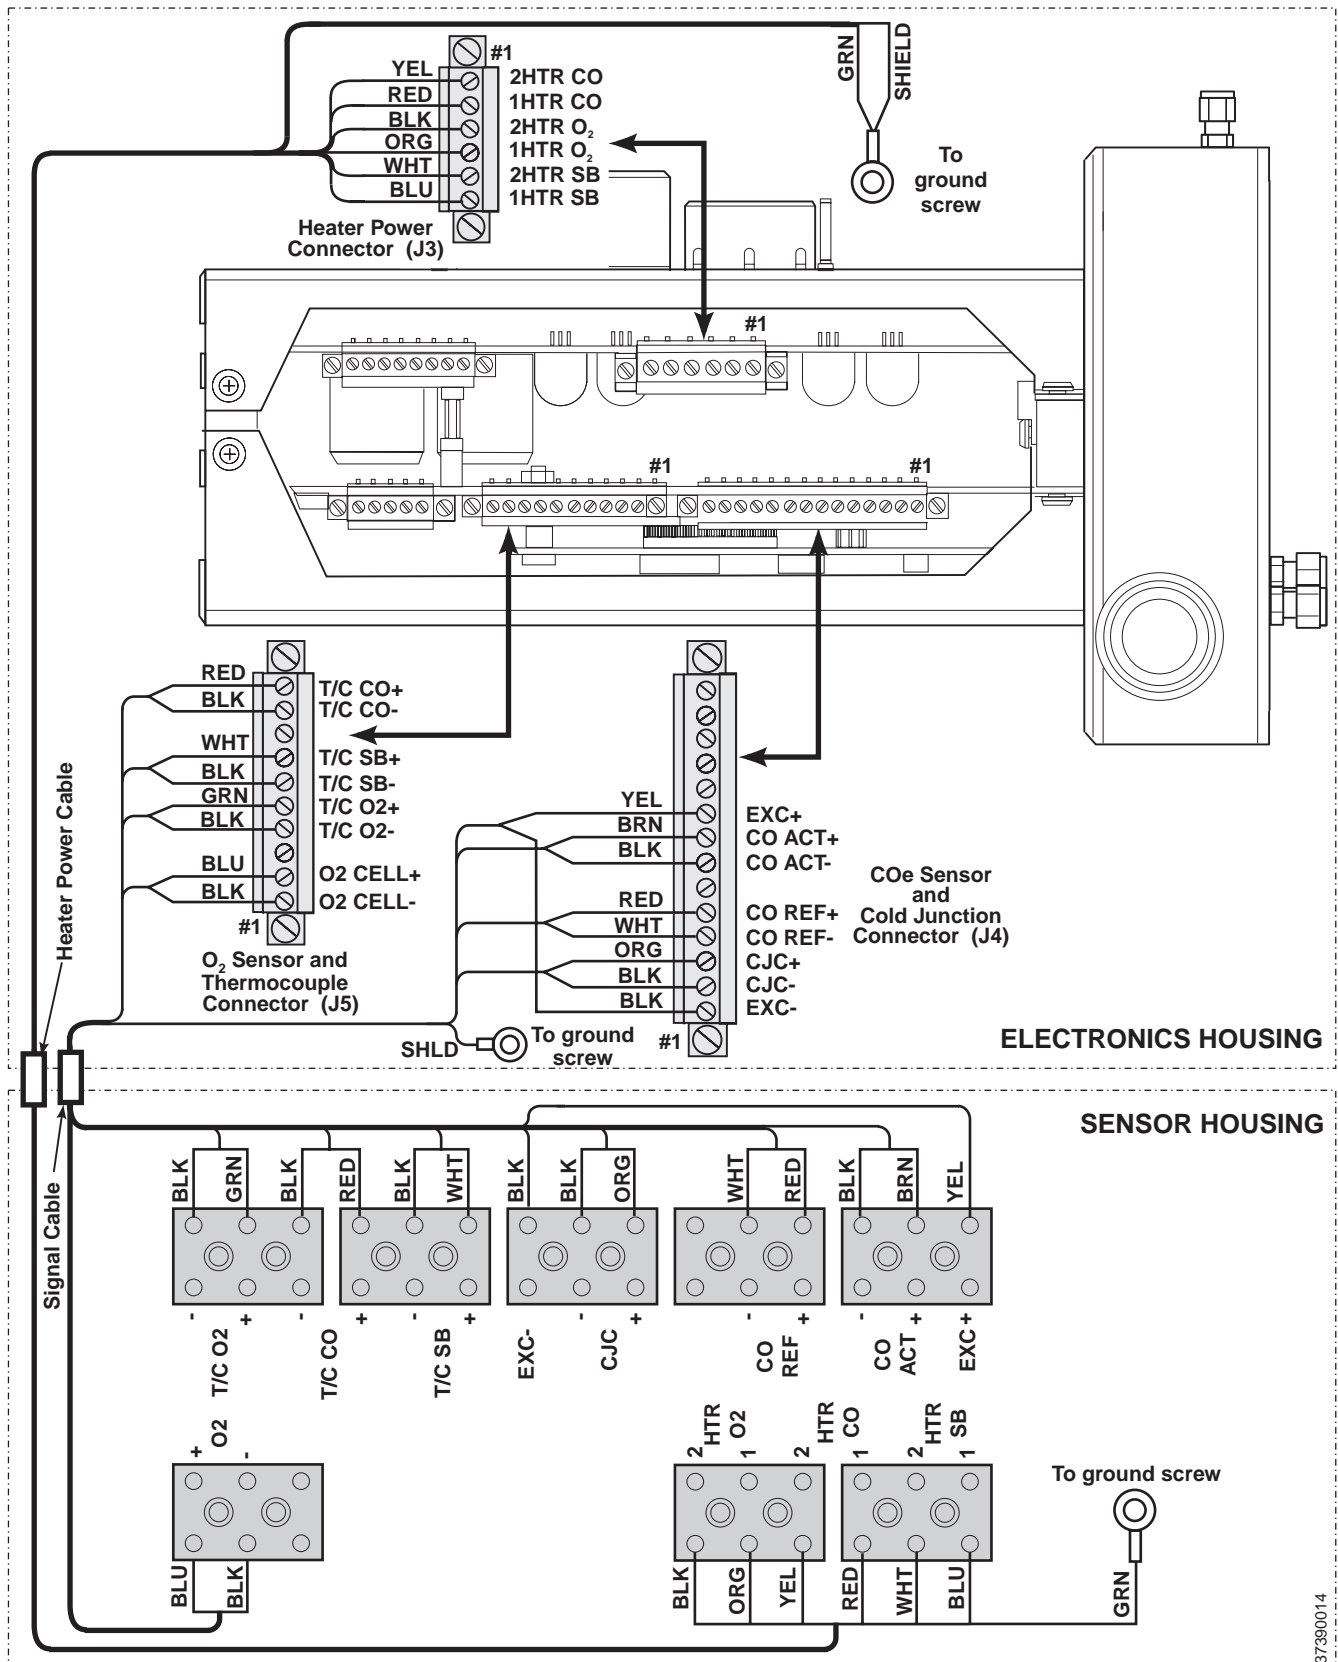 #1
YEL
RED
BLK
ORG
WHT
BLU
2HTR CO
1HTR CO
2HTR O₂
1HTR O₂
2HTR SB
1HTR SB
Heater Power
Connector (J3)
GRN
SHIELD
To
ground
screw
#1
#1
#1
RED
BLK
WHT
BLK
GRN
BLK
BLU
BLK
T/C CO+
T/C CO-
T/C SB+
T/C SB-
T/C O2+
T/C O2-
O2 CELL+
O2 CELL-
#1
O₂ Sensor and
Thermocouple
Connector (J5)
YEL
BRN
BLK
RED
WHT
ORG
BLK
BLK
EXC+
CO ACT+
CO ACT-
CO REF+
CO REF-
CJC+
CJC-
EXC-
#1
COe Sensor
and
Cold Junction
Connector (J4)
Heater Power Cable
SHLD
To ground
screw
ELECTRONICS HOUSING
SENSOR HOUSING
Signal Cable
BLK
GRN
BLK
RED
BLK
WHT
BLK
BLK
ORG
WHT
RED
BLK
BRN
YEL
- T/C O2 +
- T/C CO +
- T/C SB +
EXC-
- CJC +
- CO REF +
- CO ACT +
EXC +
+ O2 -
BLU
BLK
2 HTR O2 1
2 HTR CO 1
2 HTR SB 1
BLK
ORG
YEL
RED
WHT
BLU
To ground screw
GRN
37390014